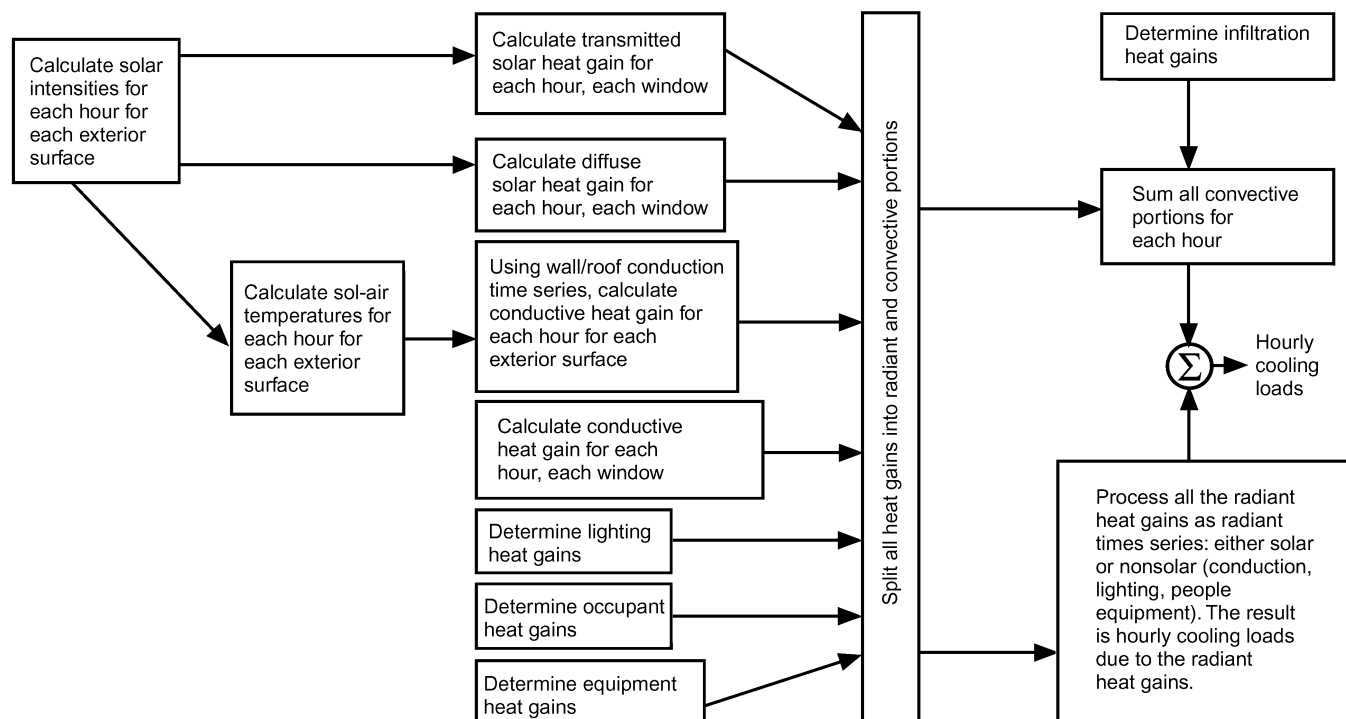 Calculate solar
intensities for
each hour for
each exterior
surface
Calculate sol-air
temperatures for
each hour for
each exterior
surface
Calculate transmitted
solar heat gain for
each hour, each window
Calculate diffuse
solar heat gain for
each hour, each window
Using wall/roof conduction
time series, calculate
conductive heat gain for
each hour for each
exterior surface
Calculate conductive
heat gain for each
hour, each window
Determine lighting
heat gains
Determine occupant
heat gains
Determine equipment
heat gains
Split all heat gains into radiant and convective portions
Determine infiltration
heat gains
Sum all convective
portions for
each hour
Σ
Hourly
cooling
loads
Process all the radiant
heat gains as radiant
times series: either solar
or nonsolar (conduction,
lighting, people
equipment). The result
is hourly cooling loads
due to the radiant
heat gains.